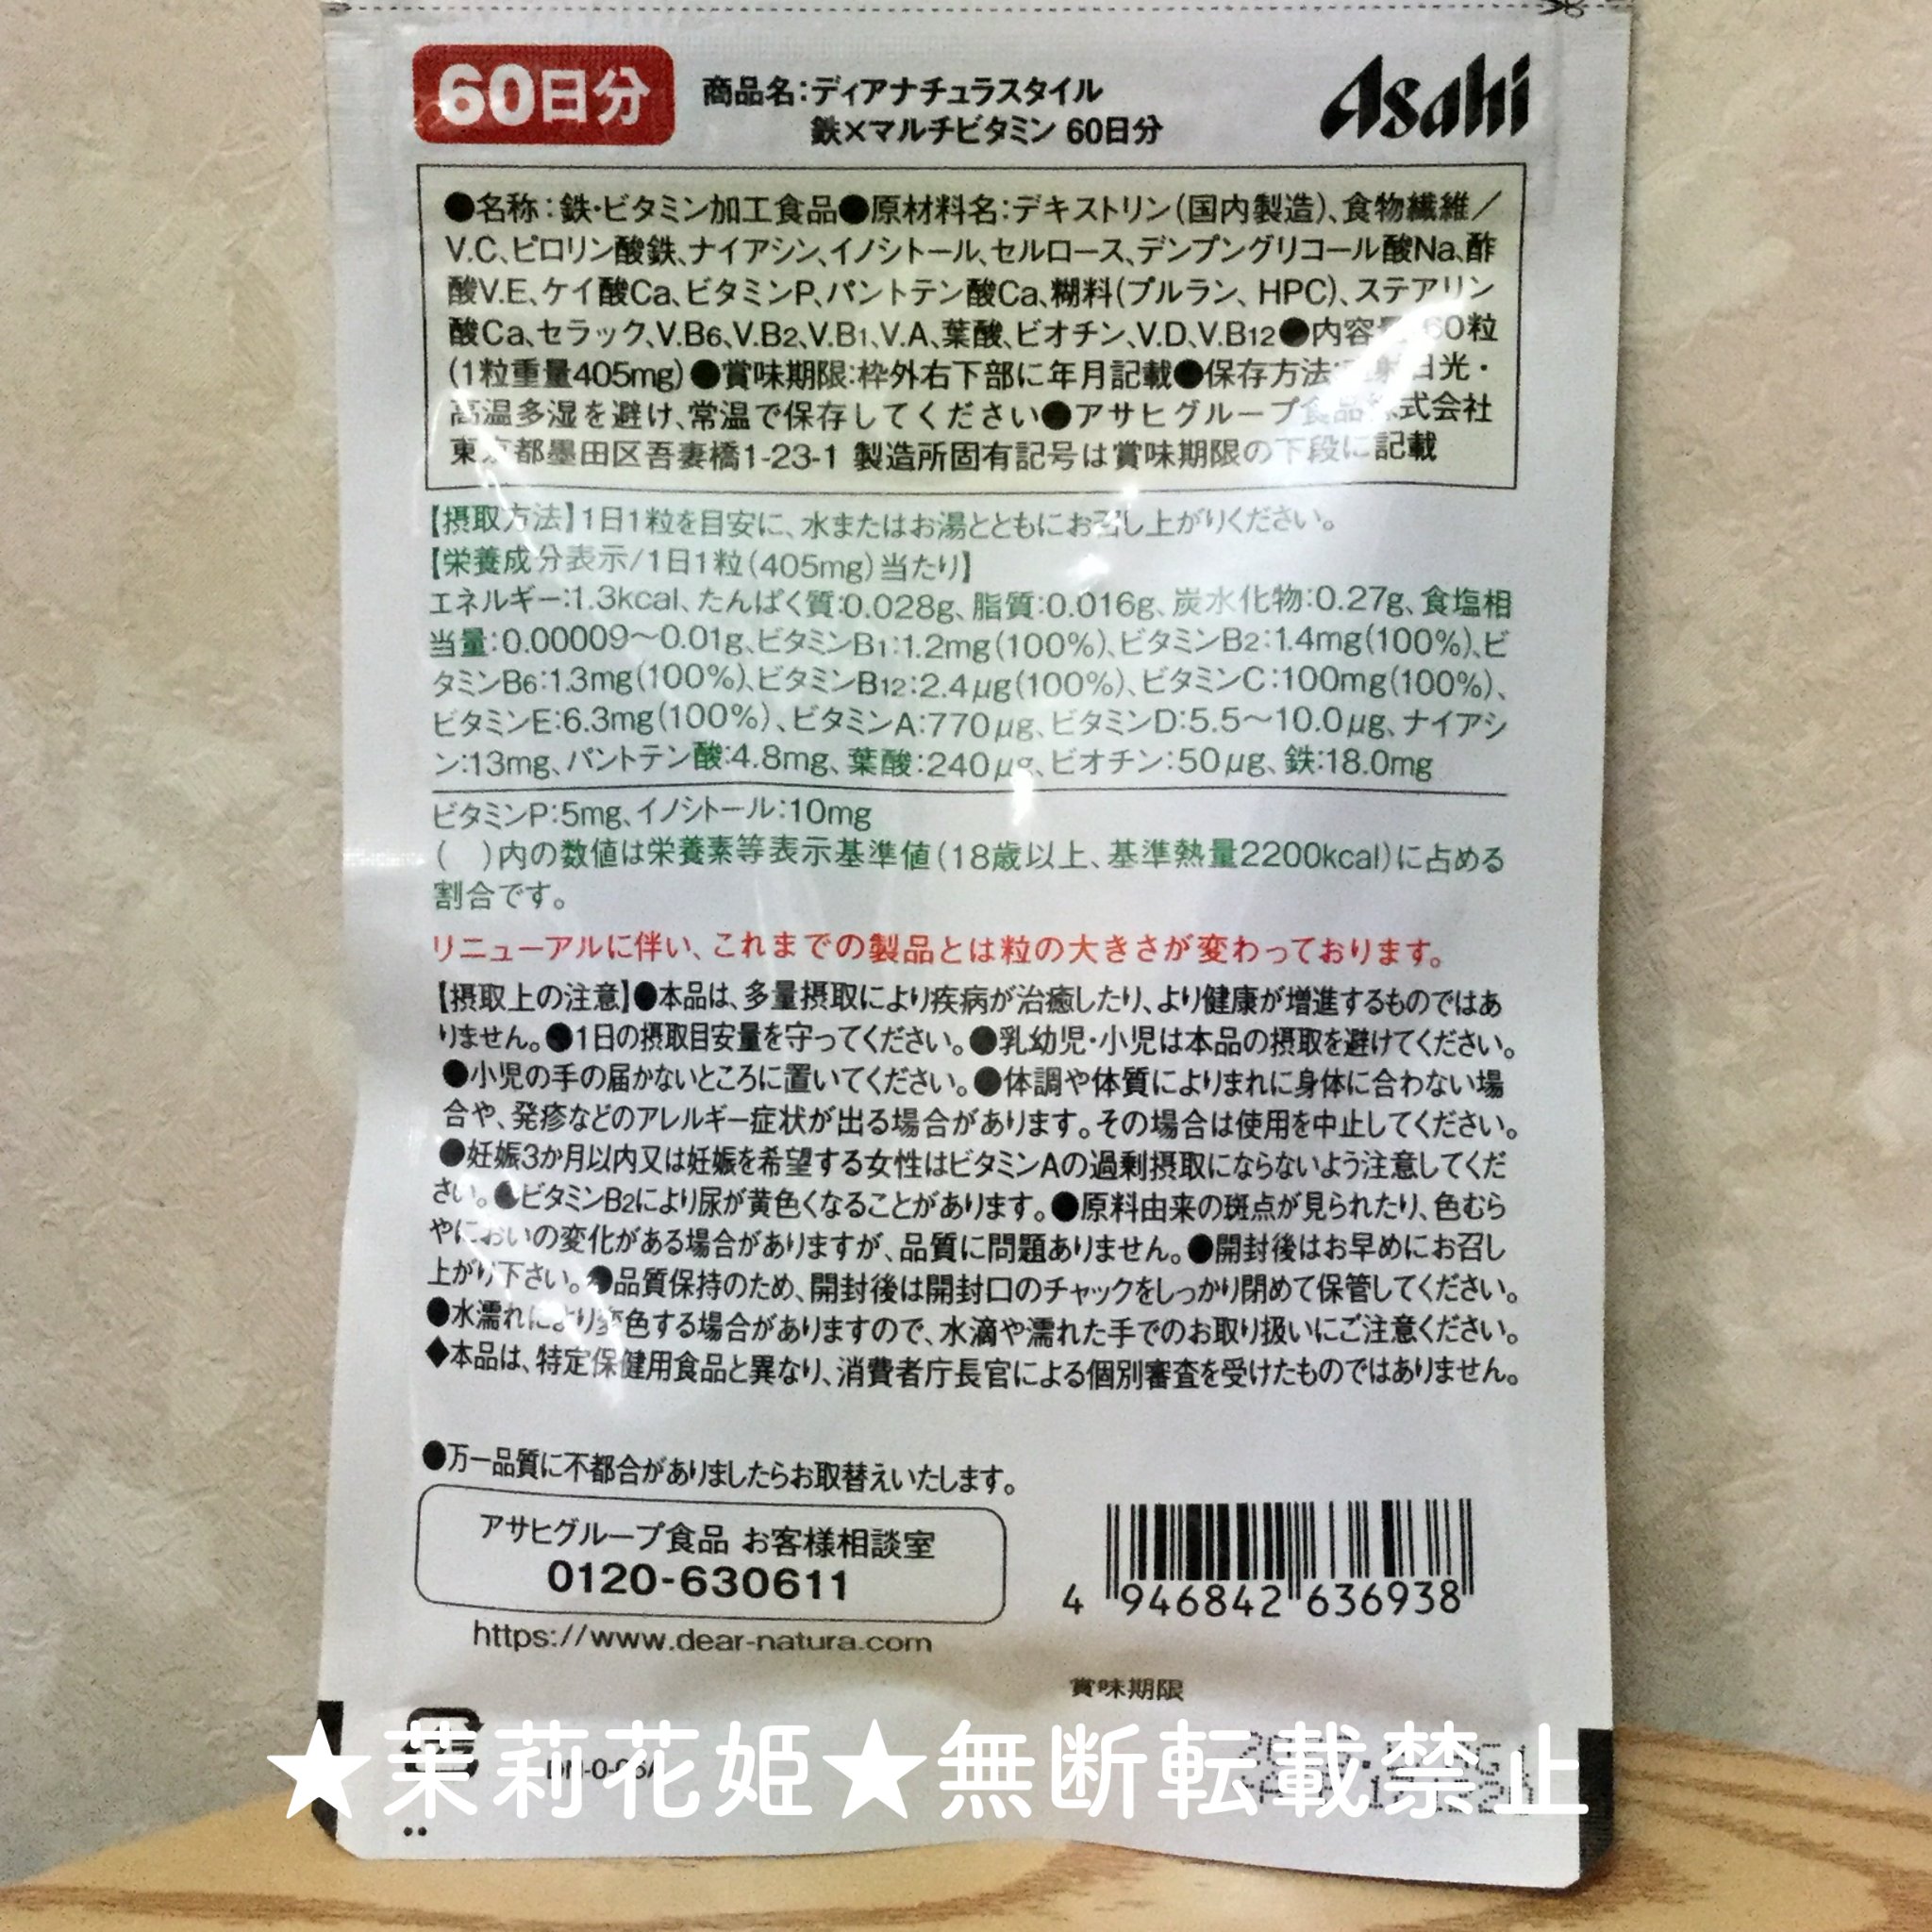 60日分
商品名:ディアナチュラスタイル
鉄×マルチビタミン 60日分
Asahi
●名称:鉄・ビタミン加工食品●原材料名:デキストリン(国内製造)、食物繊維/
V.C、ピロリン酸鉄、ナイアシン、イノシトール、セルロース、デンプングリコール酸Na、酢
酸V.E、ケイ酸Ca、ビタミンP、パントテン酸Ca、糊料(プルラン、HPC)、ステアリン
酸Ca、セラック、V.B6、V.B2、V.B1、V.A、葉酸、ビオチン、V.D、V.B12●内容 60粒
(1粒重量405mg)●賞味期限:枠外右下部に年月記載●保存方法 日光・
高温多湿を避け、常温で保存してください●アサヒグループ食品株式会社
東京都墨田区吾妻橋1-23-1 製造所固有記号は賞味期限の下段に記載
【摂取方法】1日1粒を目安に、水またはお湯とともにお召し上がりください。
【栄養成分表示/1日1粒(405mg)当たり】
エネルギー:1.3kcal、たんぱく質:0.028g、脂質:0.016g、炭水化物:0.27g、食塩相
当量:0.00009～0.01g、ビタミンB1:1.2mg(100%)、ビタミンB2:1.4mg(100%)、ビ
タミンB6:1.3mg(100%)、ビタミンB12:2.4μg(100%)、ビタミンC:100mg(100%)、
ビタミンE:6.3mg(100%)、ビタミンA:770μg、ビタミンD:5.5～10.0μg、ナイアシ
ン:13mg、パントテン酸:4.8mg、葉酸:240μg、ビオチン:50μg、鉄:18.0mg
ビタミンP:5mg、イノシトール:10mg
( )内の数値は栄養素等表示基準値(18歳以上、基準熱量2200kcal)に占める
割合です。
リニューアルに伴い、これまでの製品とは粒の大きさが変わっております。
【摂取上の注意】●本品は、多量摂取により疾病が治癒したり、より健康が増進するものではあ
りません。●1日の摂取目安量を守ってください。●乳幼児・小児は本品の摂取を避けてください。
●小児の手の届かないところに置いてください。●体調や体質によりまれに身体に合わない場
合や、発疹などのアレルギー症状が出る場合があります。その場合は使用を中止してください。
●妊娠3か月以内又は妊娠を希望する女性はビタミンAの過剰摂取にならないよう注意してくだ
さい。●ビタミンB2により尿が黄色くなることがあります。●原料由来の斑点が見られたり、色むら
やにおいの変化がある場合がありますが、品質に問題ありません。●開封後はお早めにお召し
上がり下さい。●品質保持のため、開封後は開封口のチャックをしっかり閉めて保管してください。
●水濡れにより変色する場合がありますので、水滴や濡れた手でのお取り扱いにご注意ください。
◆本品は、特定保健用食品と異なり、消費者庁長官による個別審査を受けたものではありません。
●万一品質に不都合がありましたらお取替えいたします。
アサヒグループ食品 お客様相談室
0120-630611
https://www.dear-natura.com
4 946842 636938
賞味期限
★茉莉花姫★無断転載禁止